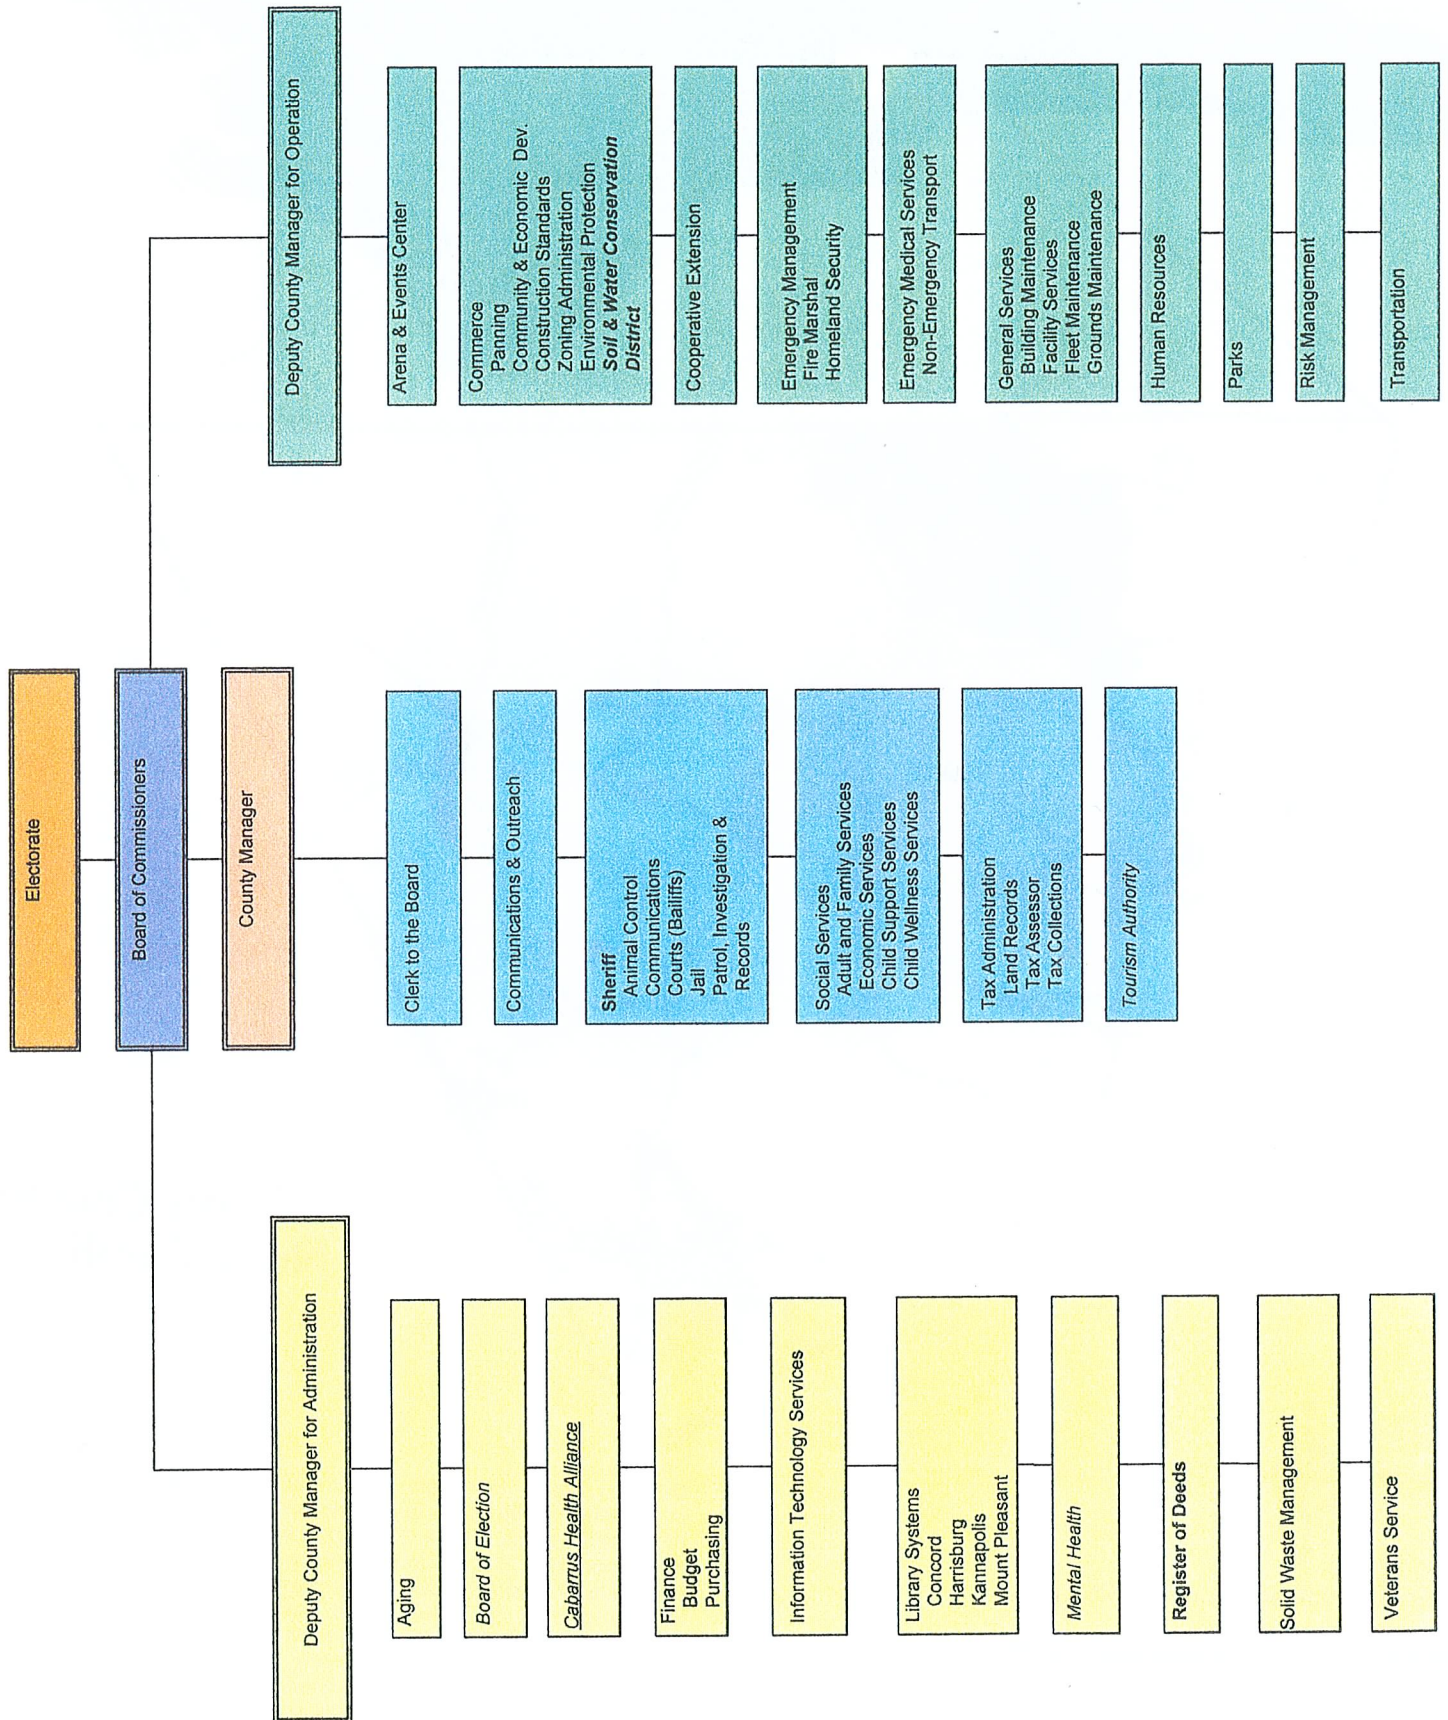 Electorate
Board of Commissioners
County Manager
Deputy County Manager for Administration
Aging
Board of Election
Cabarrus Health Alliance
Finance
Budget
Purchasing
Information Technology Services
Library Systems
Concord
Harrisburg
Kannapolis
Mount Pleasant
Mental Health
Register of Deeds
Solid Waste Management
Veterans Service
Clerk to the Board
Communications & Outreach
Sheriff
Animal Control
Communications
Courts (Bailiffs)
Jail
Patrol, Investigation &
Records
Social Services
Adult and Family Services
Economic Services
Child Support Services
Child Wellness Services
Tax Administration
Land Records
Tax Assessor
Tax Collections
Tourism Authority
Deputy County Manager for Operation
Arena & Events Center
Commerce
Panning
Community & Economic Dev.
Construction Standards
Zoning Administration
Environmental Protection
Soil & Water Conservation
District
Cooperative Extension
Emergency Management
Fire Marshal
Homeland Security
Emergency Medical Services
Non-Emergency Transport
General Services
Building Maintenance
Facility Services
Fleet Maintenance
Grounds Maintenance
Human Resources
Parks
Risk Management
Transportation